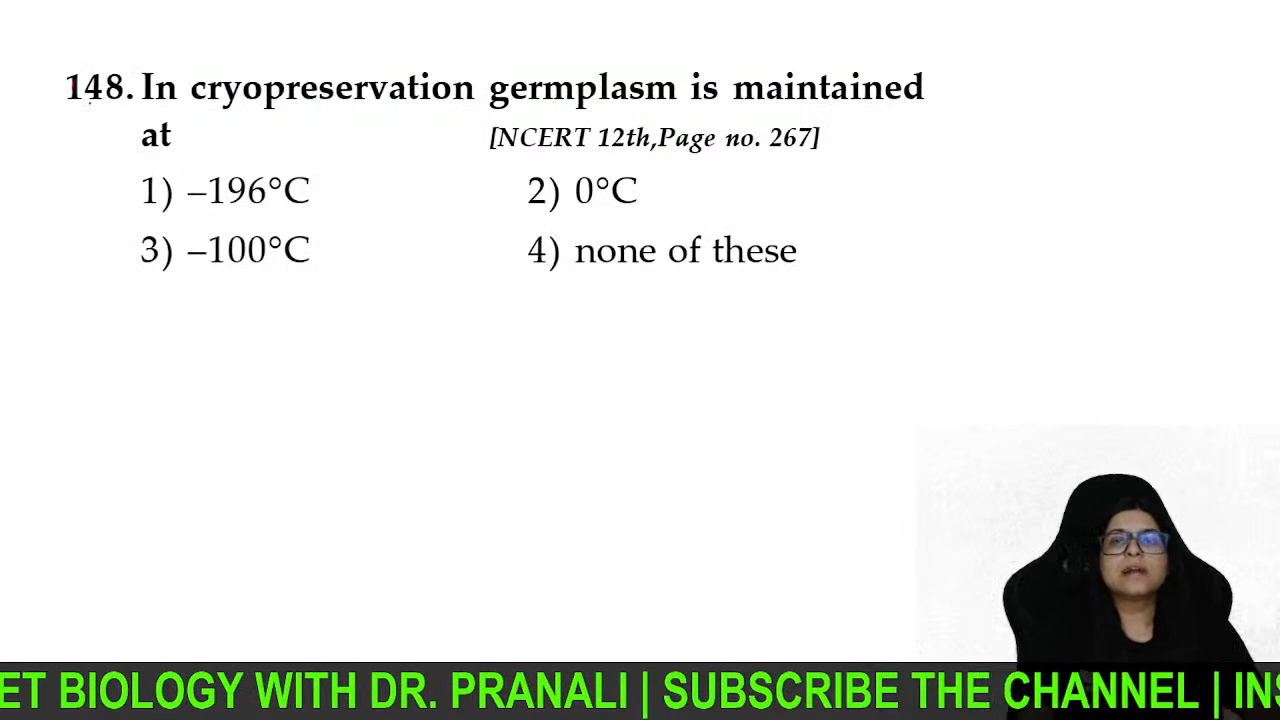 148. In cryopreservation germplasm is maintained
at [NCERT 12th,Page no. 267]
1) –196°C 2) 0°C
3) –100°C 4) none of these
ET BIOLOGY WITH DR. PRANALI | SUBSCRIBE THE CHANNEL | INS